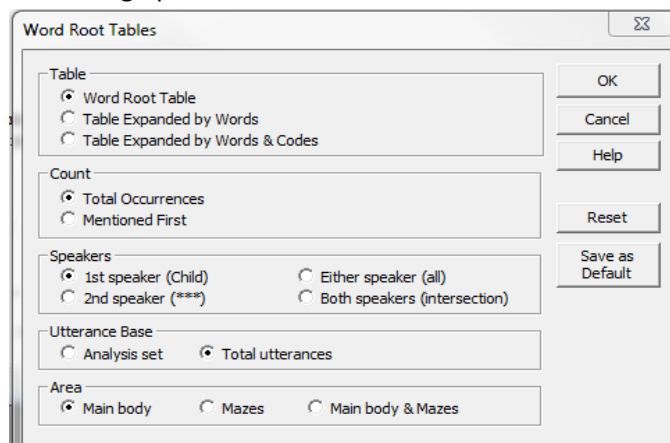 Word Root Tables
Table
Word Root Table
Table Expanded by Words
Table Expanded by Words & Codes
Count
Total Occurrences
Mentioned First
Speakers
1st speaker (Child)
Either speaker (all)
2nd speaker (***)
Both speakers (intersection)
Utterance Base
Analysis set
Total utterances
Area
Main body
Mazes
Main body & Mazes
OK
Cancel
Help
Reset
Save as
Default